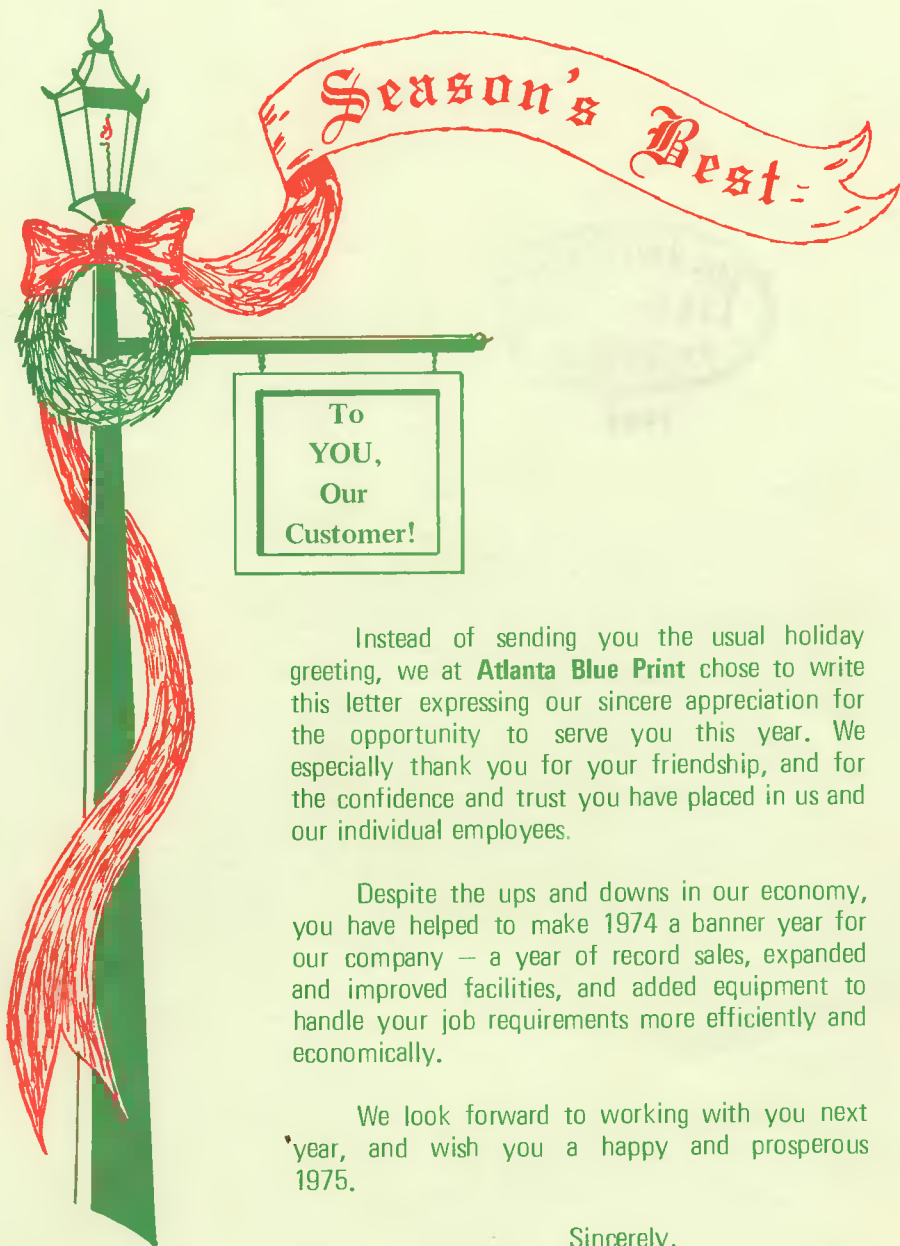 Season's Best
To
YOU,
Our
Customer!
Instead of sending you the usual holiday
greeting, we at Atlanta Blue Print chose to write
this letter expressing our sincere appreciation for
the opportunity to serve you this year. We
especially thank you for your friendship, and for
the confidence and trust you have placed in us and
our individual employees.
Despite the ups and downs in our economy,
you have helped to make 1974 a banner year for
our company — a year of record sales, expanded
and improved facilities, and added equipment to
handle your job requirements more efficiently and
economically.
We look forward to working with you next
year, and wish you a happy and prosperous
1975.
Sincerely,